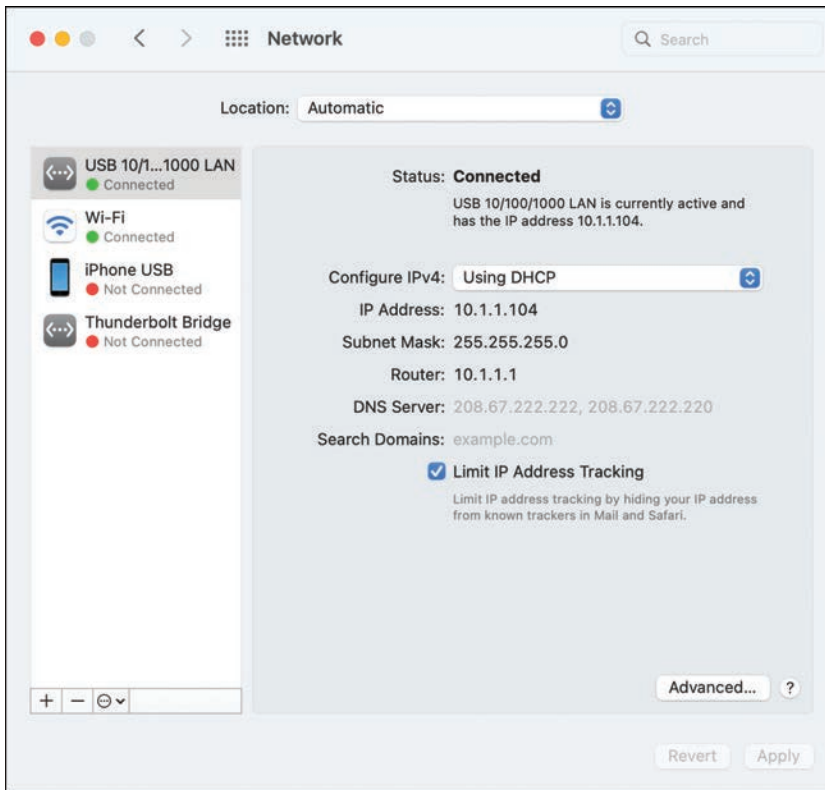 Network
Search
Location: Automatic
USB 10/1...1000 LAN
Connected
Wi-Fi
Connected
iPhone USB
Not Connected
Thunderbolt Bridge
Not Connected
Status: Connected
USB 10/100/1000 LAN is currently active and
has the IP address 10.1.1.104.
Configure IPv4: Using DHCP
IP Address: 10.1.1.104
Subnet Mask: 255.255.255.0
Router: 10.1.1.1
DNS Server: 208.67.222.222, 208.67.222.220
Search Domains: example.com
Limit IP Address Tracking
Limit IP address tracking by hiding your IP address
from known trackers in Mail and Safari.
Advanced... ?
Revert Apply